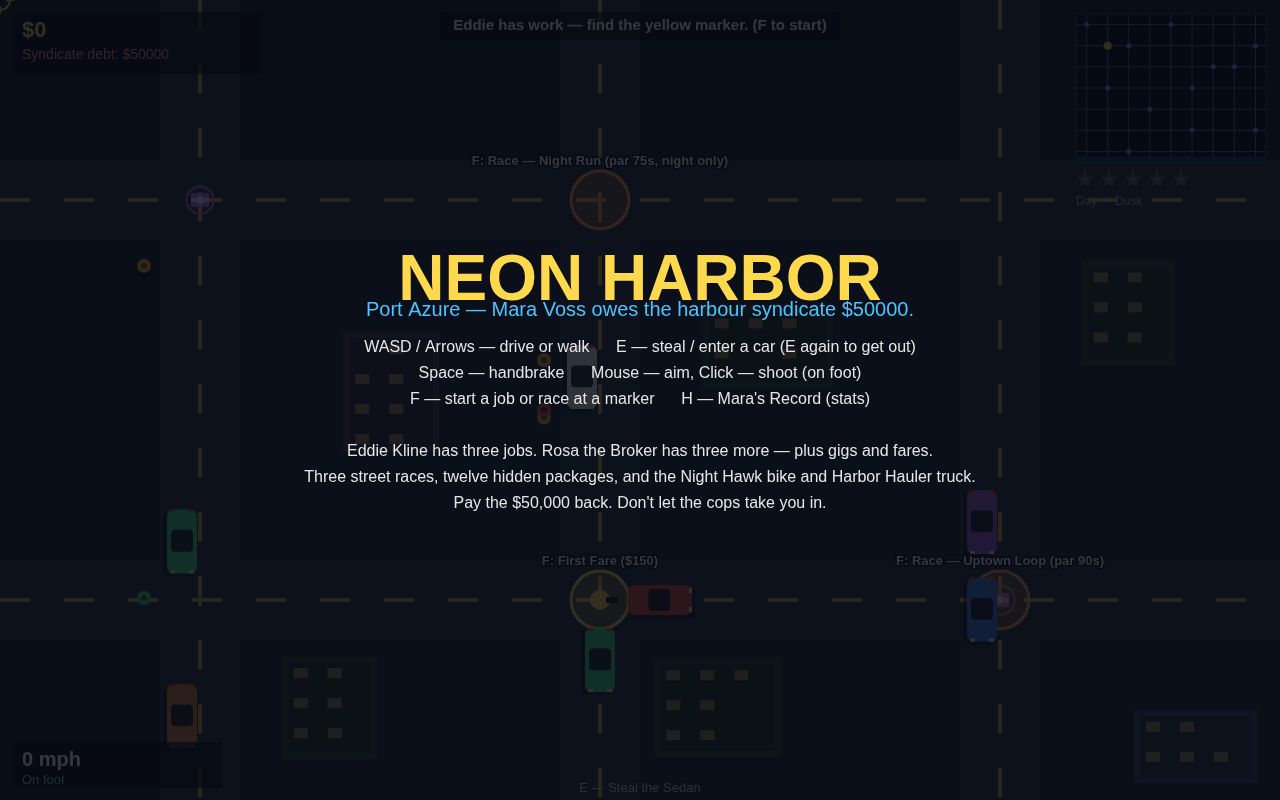 $0
Syndicate debt: $50000
Eddie has work — find the yellow marker. (F to start)
Day — Dusk
F: Race — Night Run (par 75s, night only)
NEON HARBOR
Port Azure — Mara Voss owes the harbour syndicate $50000.
WASD / Arrows — drive or walk E — steal / enter a car (E again to get out)
Space — handbrake Mouse — aim, Click — shoot (on foot)
F — start a job or race at a marker H — Mara's Record (stats)
Eddie Kline has three jobs. Rosa the Broker has three more — plus gigs and fares.
Three street races, twelve hidden packages, and the Night Hawk bike and Harbor Hauler truck.
Pay the $50,000 back. Don't let the cops take you in.
F: First Fare ($150)
F: Race — Uptown Loop (par 90s)
0 mph
On foot
E — Steal the Sedan